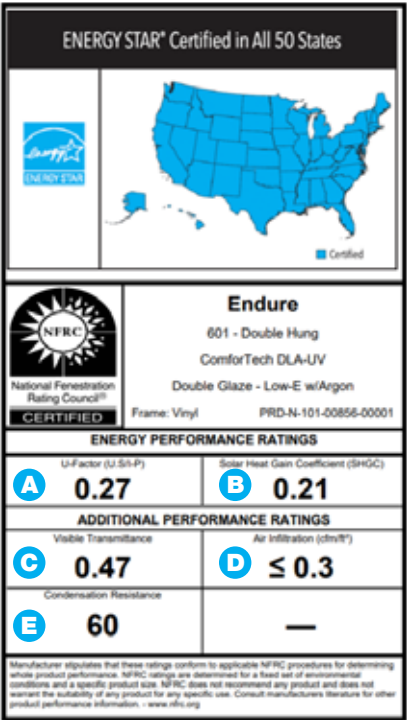 ENERGY STAR® Certified in All 50 States
energy
ENERGY STAR
Certified
NFRC
National Fenestration
Rating Council®
CERTIFIED
Endure
601 - Double Hung
ComforTech DLA-UV
Double Glaze - Low-E w/Argon
Frame: Vinyl PRD-N-101-00856-00001
ENERGY PERFORMANCE RATINGS
U-Factor (U.S/I-P)
A 0.27
Solar Heat Gain Coefficient (SHGC)
B 0.21
ADDITIONAL PERFORMANCE RATINGS
Visible Transmittance
C 0.47
Air Infiltration (cfm/ft²)
D ≤ 0.3
Condensation Resistance
E 60
—
Manufacturer stipulates that these ratings conform to applicable NFRC procedures for determining
whole product performance. NFRC ratings are determined for a fixed set of environmental
conditions and a specific product size. NFRC does not recommend any product and does not
warrant the suitability of any product for any specific use. Consult manufacturers literature for other
product performance information. - www.nfrc.org